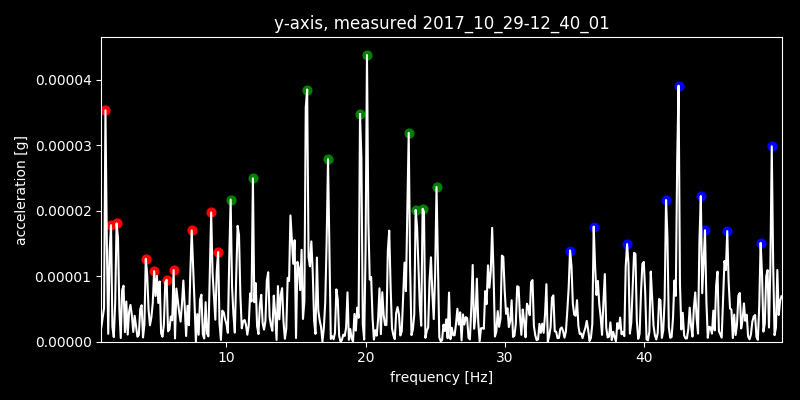 y-axis, measured 2017_10_29-12_40_01
acceleration [g]
0.00004
0.00003
0.00002
0.00001
0.00000
10 20 30 40
frequency [Hz]